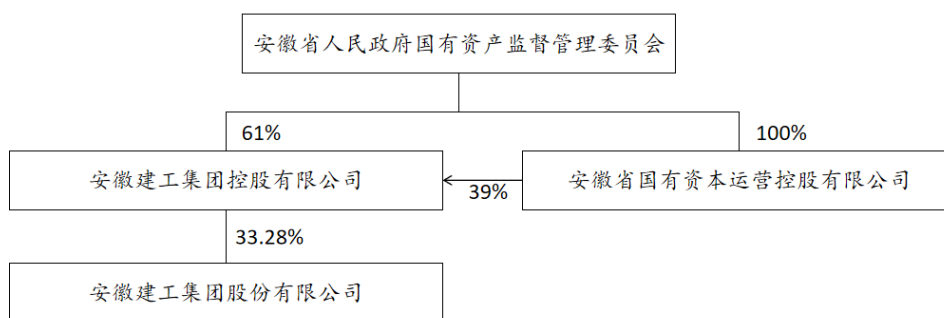 安徽省人民政府国有资产监督管理委员会
61%
100%
安徽建工集团控股有限公司
39%
安徽省国有资本运营控股有限公司
33.28%
安徽建工集团股份有限公司